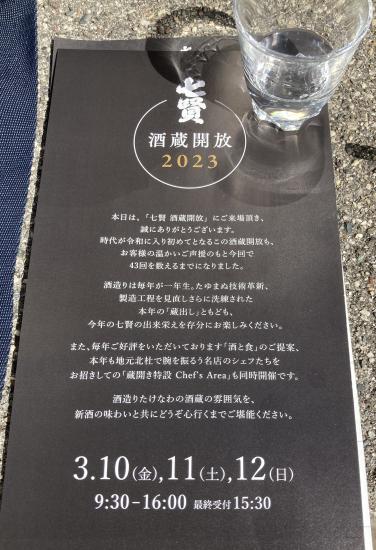 七賢
酒蔵開放
2023
本日は、「七賢 酒蔵開放」にご来場頂き、
誠にありがとうございます。
時代が令和に入り初めてとなるこの酒蔵開放も、
お客様の温かいご声援のもと今回で
43回を数えるまでになりました。
酒造りは毎年が一年生。たゆまぬ技術革新、
製造工程を見直しさらに洗練された
本年の「蔵出し」ともども、
今年の七賢の出来栄えを存分にお楽しみください。
また、毎年ご好評をいただいております「酒と食」のご提案、
本年も地元北杜で腕を振るう名店のシェフたちを
お招きしての「蔵開き特設 Chef's Area」も同時開催です。
酒造りたけなわの酒蔵の雰囲気を、
新酒の味わいと共にどうぞ心行くまでご堪能ください。
3.10(金),11(土),12(日)
9:30-16:00 最終受付15:30